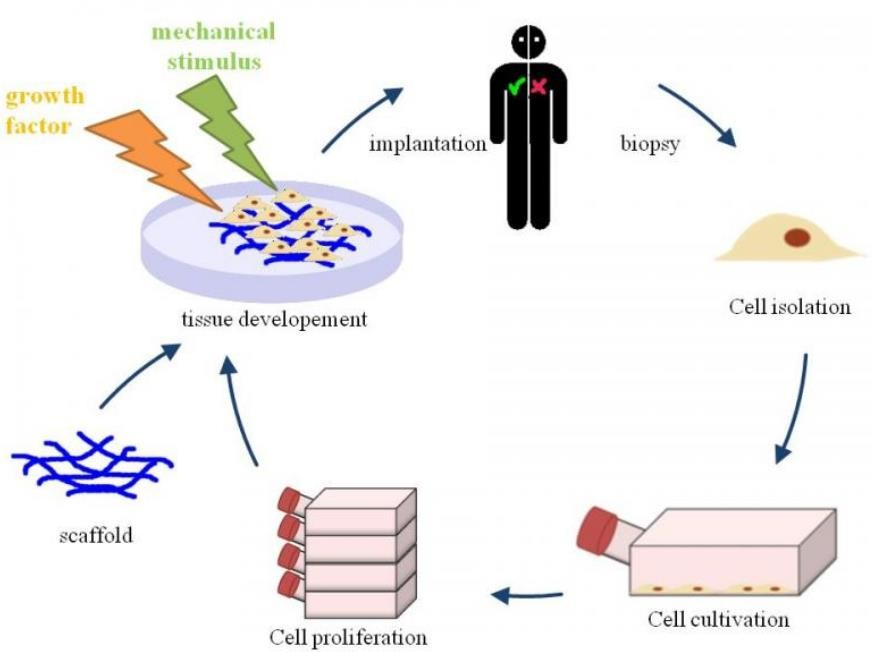 mechanical
stimulus
growth
factor
implantation
biopsy
Cell isolation
tissue developement
scaffold
Cell cultivation
Cell proliferation